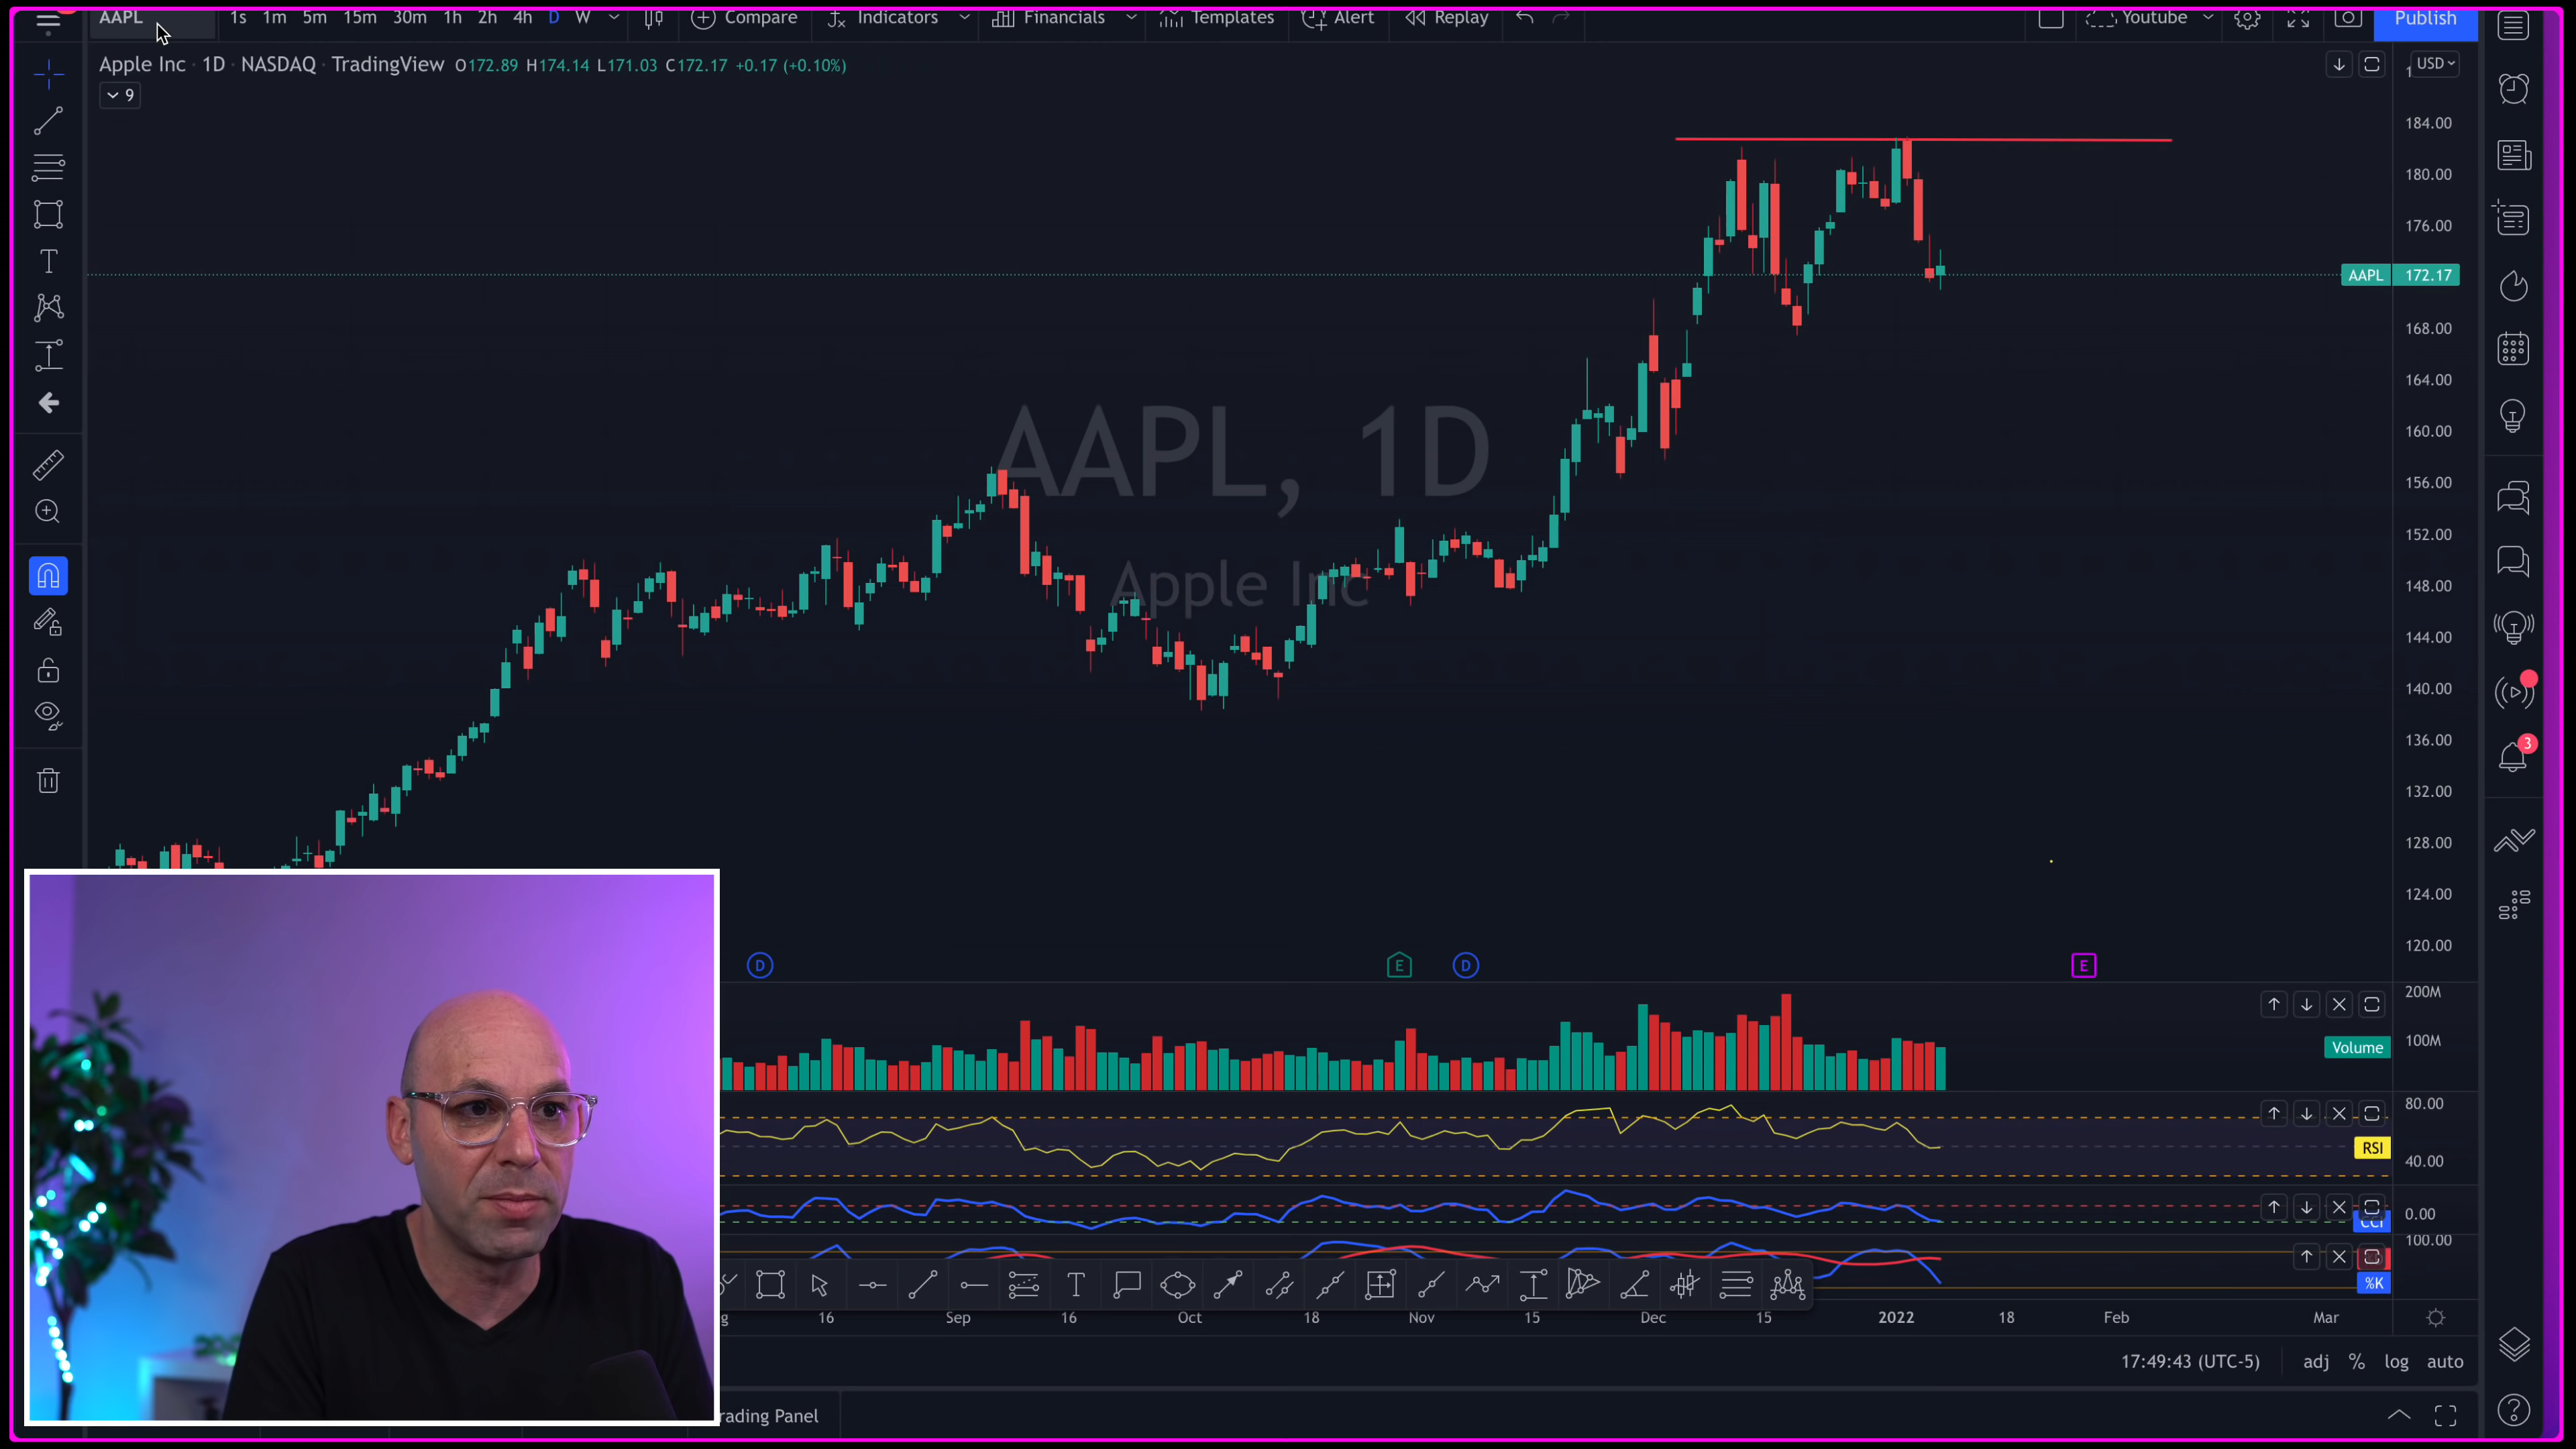 AAPL 1s 1m 5m 15m 30m 1h 2h 4h D W Compare Indicators Financials Templates Alert Replay Youtube Publish
Apple Inc · 1D · NASDAQ · TradingView O172.89 H174.14 L171.03 C172.17 +0.17 (+0.10%)
USD
9
184.00
180.00
176.00
AAPL 172.17
168.00
164.00
160.00
156.00
152.00
148.00
144.00
140.00
136.00
132.00
128.00
124.00
120.00
AAPL, 1D
Apple Inc
3
D E D E
200M
100M
Volume
80.00
RSI
40.00
0.00
CCI
100.00
%K
16 Sep 16 Oct 18 Nov 15 Dec 15 2022 18 Feb Mar
17:49:43 (UTC-5) adj % log auto
rading Panel